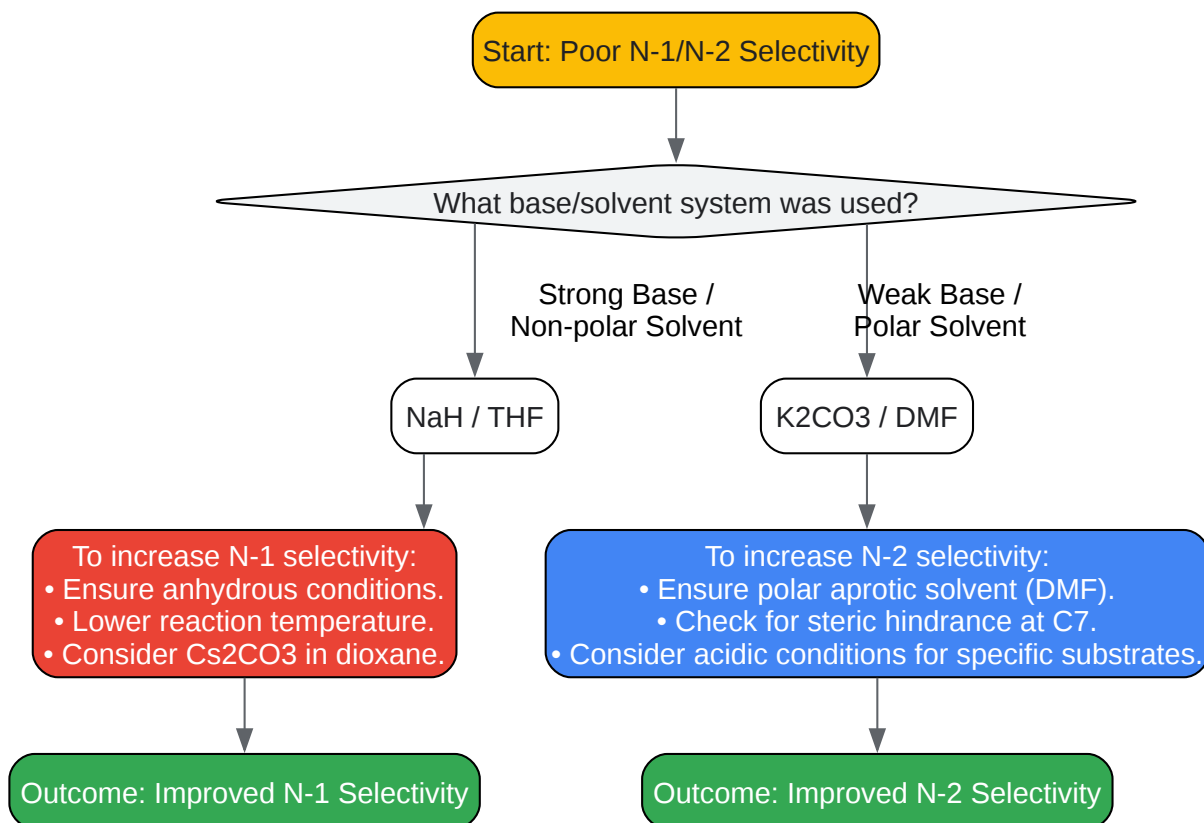 Start: Poor N-1/N-2 Selectivity
What base/solvent system was used?
Strong Base /
Non-polar Solvent
Weak Base /
Polar Solvent
NaH / THF
K2CO3 / DMF
To increase N-1 selectivity:
• Ensure anhydrous conditions.
• Lower reaction temperature.
• Consider Cs2CO3 in dioxane.
To increase N-2 selectivity:
• Ensure polar aprotic solvent (DMF).
• Check for steric hindrance at C7.
• Consider acidic conditions for specific substrates.
Outcome: Improved N-1 Selectivity
Outcome: Improved N-2 Selectivity